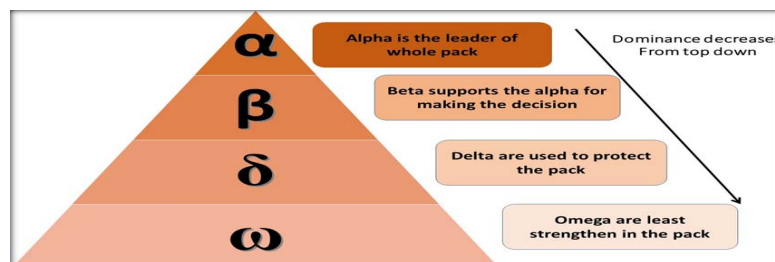 α
Alpha is the leader of
whole pack
Dominance decreases
From top down
β
Beta supports the alpha for
making the decision
δ
Delta are used to protect
the pack
ω
Omega are least
strengthen in the pack